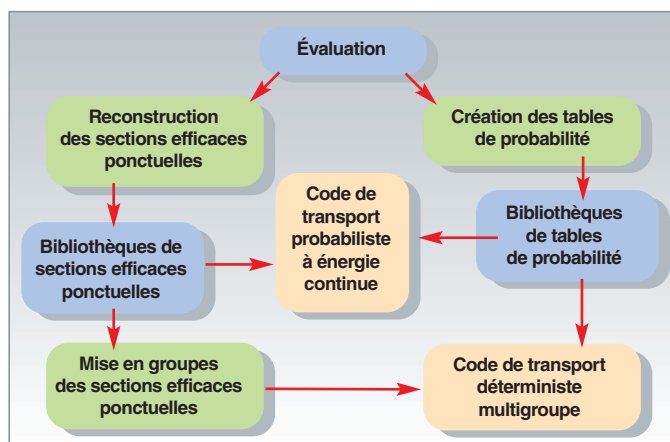 Évaluation
Reconstruction
des sections efficaces
ponctuelles
Création des tables
de probabilité
Code de
transport
probabiliste
à énergie
continue
Bibliothèques de
sections efficaces
ponctuelles
Bibliothèques
de tables
de probabilité
Mise en groupes
des sections efficaces
ponctuelles
Code de transport
déterministe
multigroupe